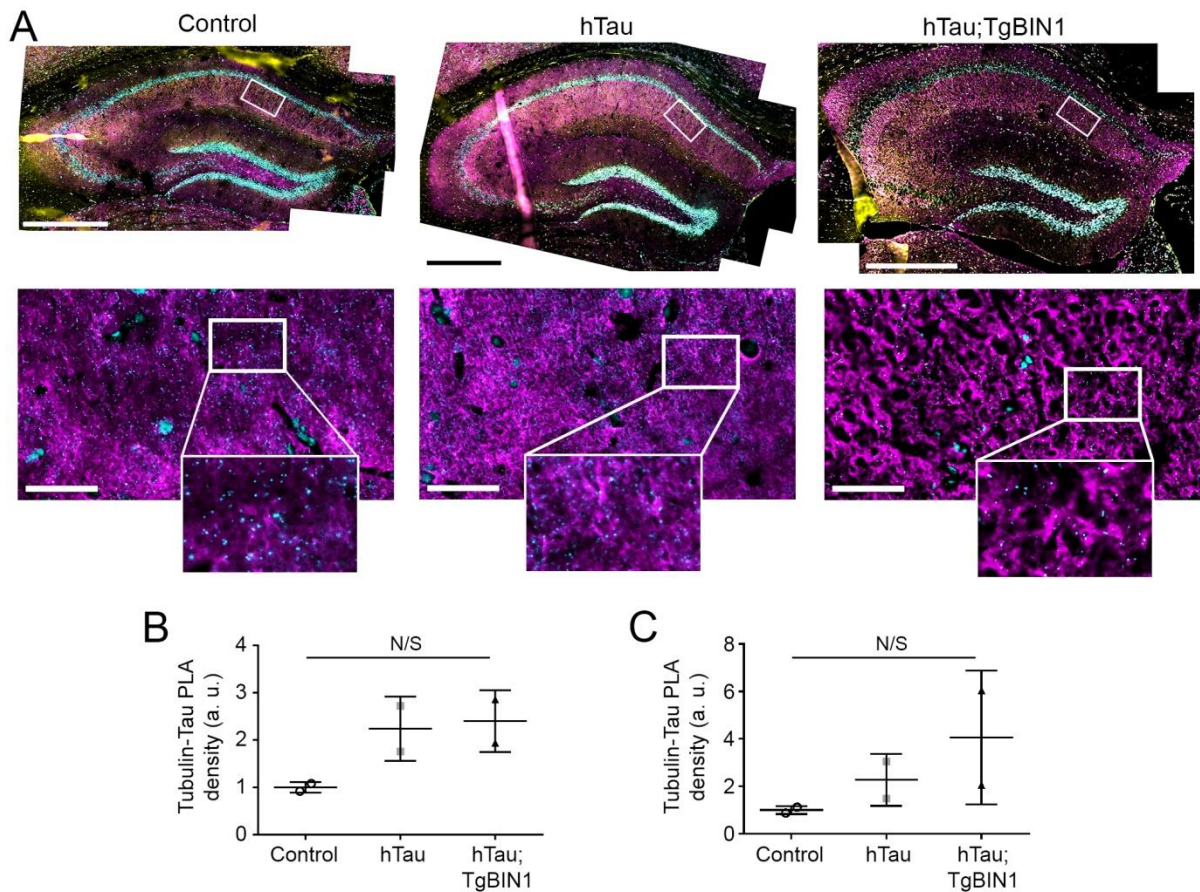 A
Control
hTau
hTau;TgBIN1
B
Tubulin-Tau PLA
density (a. u.)
4
3
2
1
0
N/S
Control
hTau
hTau;
TgBIN1
C
Tubulin-Tau PLA
density (a. u.)
8
6
4
2
0
N/S
Control
hTau
hTau;
TgBIN1